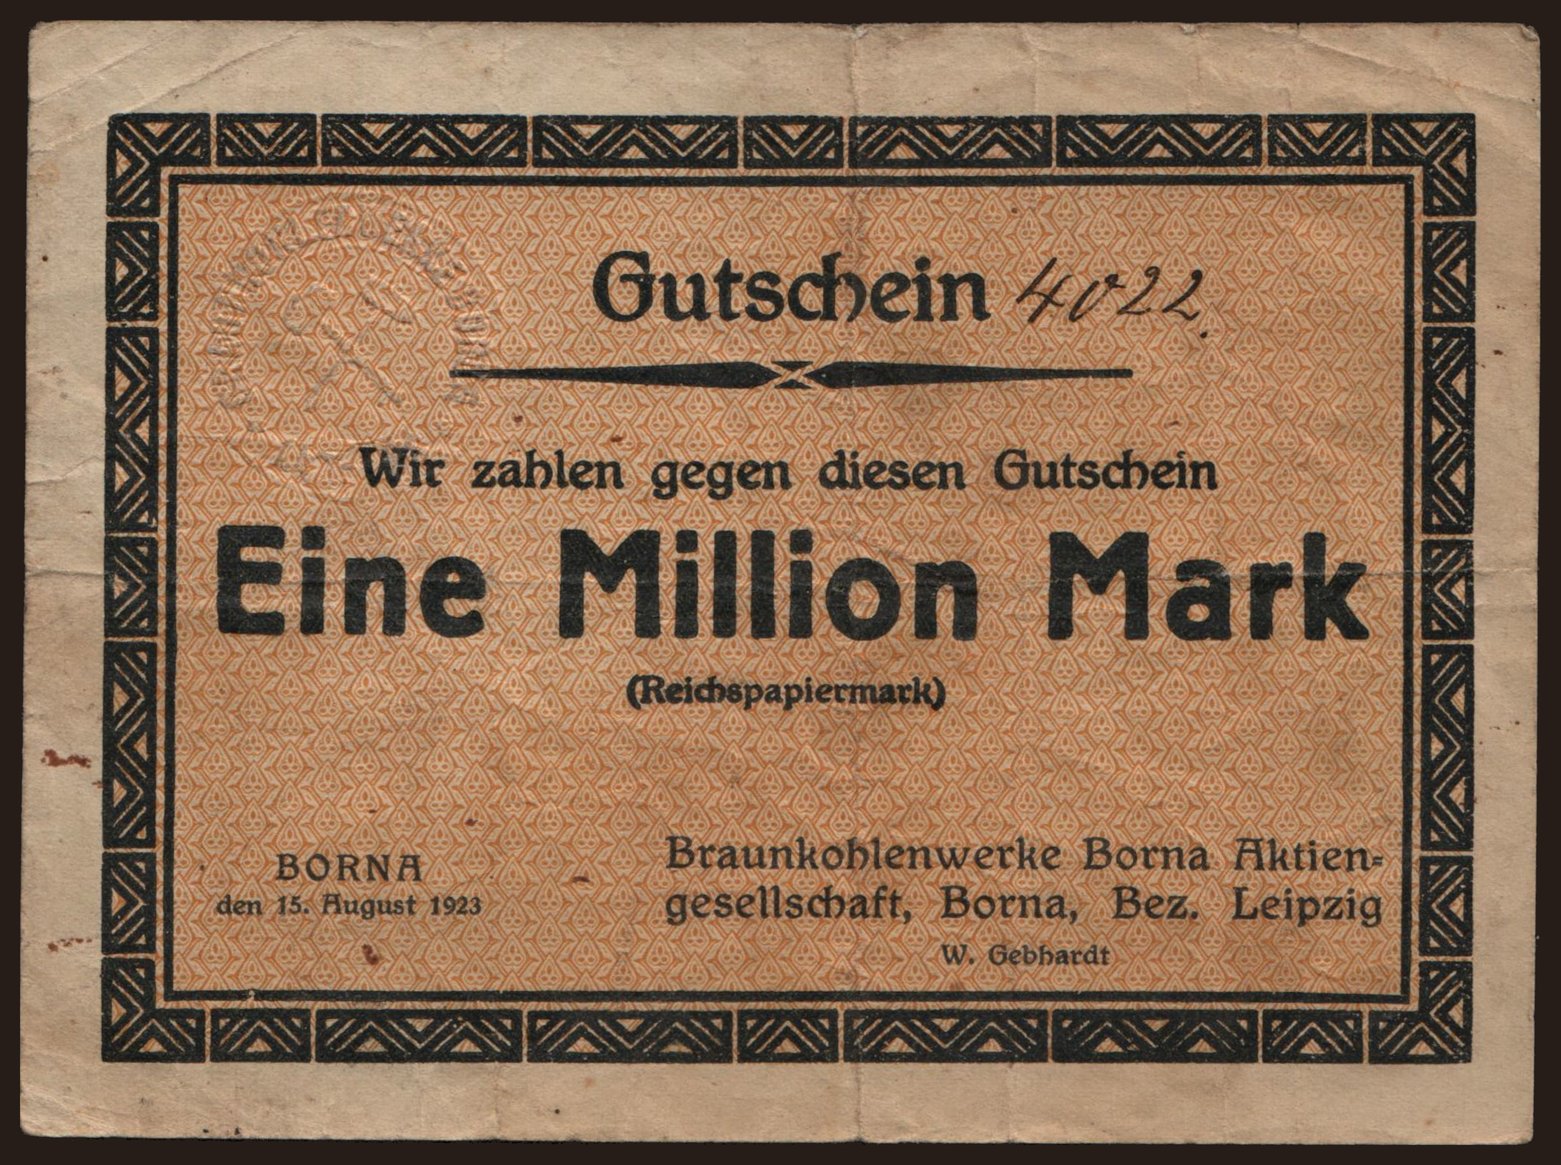 Gutschein 4022.
Wir zahlen gegen diesen Gutschein
Eine Million Mark
(Reichspapiermark)
BORNA
den 15. August 1923
Braunkohlenwerke Borna Aktien=
gesellschaft, Borna, Bez. Leipzig
W. Gebhardt